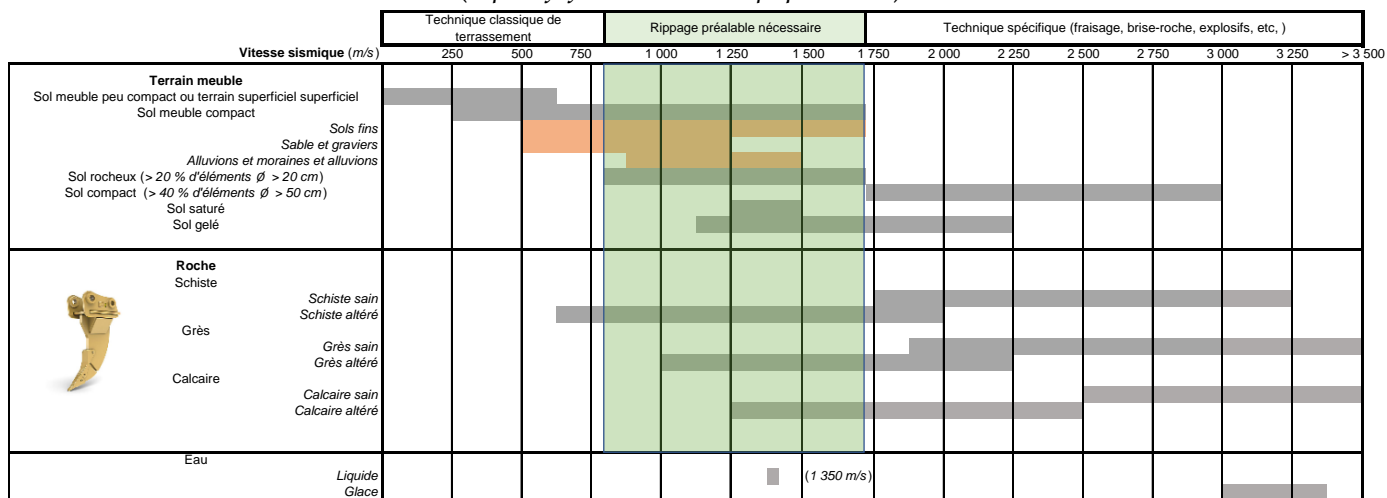 Technique classique de
terrassement
Rippage préalable nécessaire
Technique spécifique (fraisage, brise-roche, explosifs, etc, )
Vitesse sismique (m/s) 250 500 750 1 000 1 250 1 500 1 750 2 000 2 250 2 500 2 750 3 000 3 250 > 3 500
Terrain meuble
Sol meuble peu compact ou terrain superficiel superficiel
Sol meuble compact
Sols fins
Sable et graviers
Alluvions et moraines et alluvions
Sol rocheux (> 20 % d'éléments Ø > 20 cm)
Sol compact (> 40 % d'éléments Ø > 50 cm)
Sol saturé
Sol gelé
Roche
Schiste
Schiste sain
Schiste altéré
Grès
Grès sain
Grès altéré
Calcaire
Calcaire sain
Calcaire altéré
Eau
Liquide (1 350 m/s)
Glace